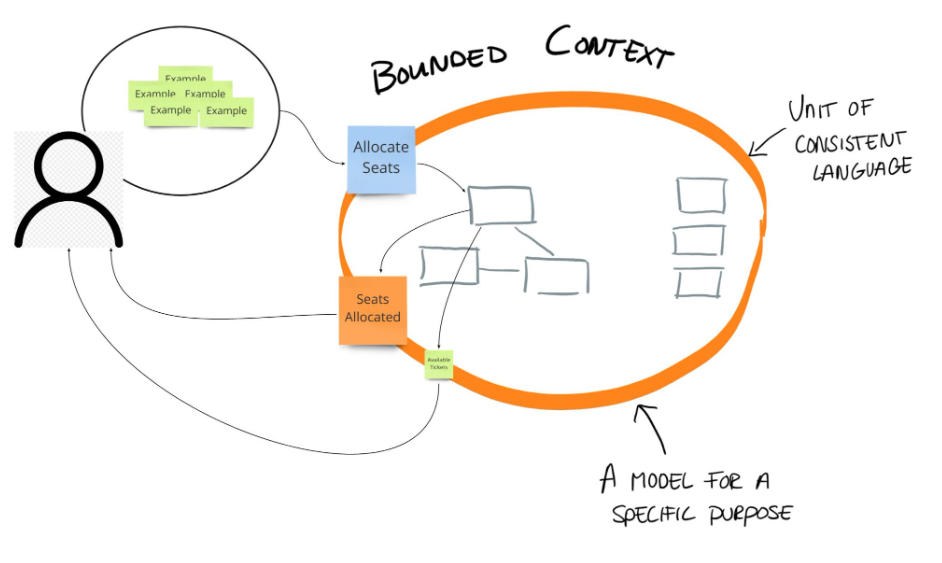 BOUNDED CONTEXT
Example
Example Example
Example Example
Allocate
Seats
UNIT OF
CONSISTENT
LANGUAGE
Seats
Allocated
Available
Tickets
A MODEL FOR A
SPECIFIC PURPOSE